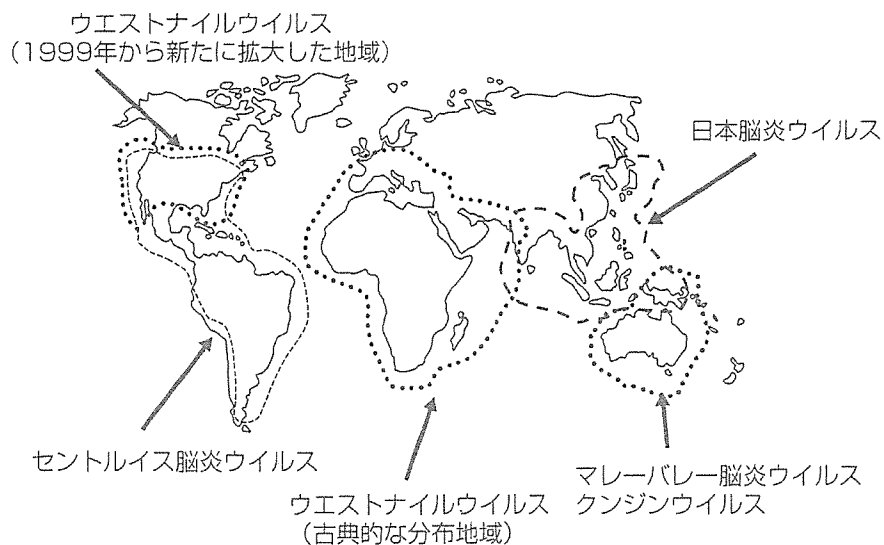 ウエストナイルウイルス
(1999年から新たに拡大した地域)
日本脳炎ウイルス
セントルイス脳炎ウイルス
ウエストナイルウイルス
(古典的な分布地域)
マレーバレー脳炎ウイルス
クンジンウイルス